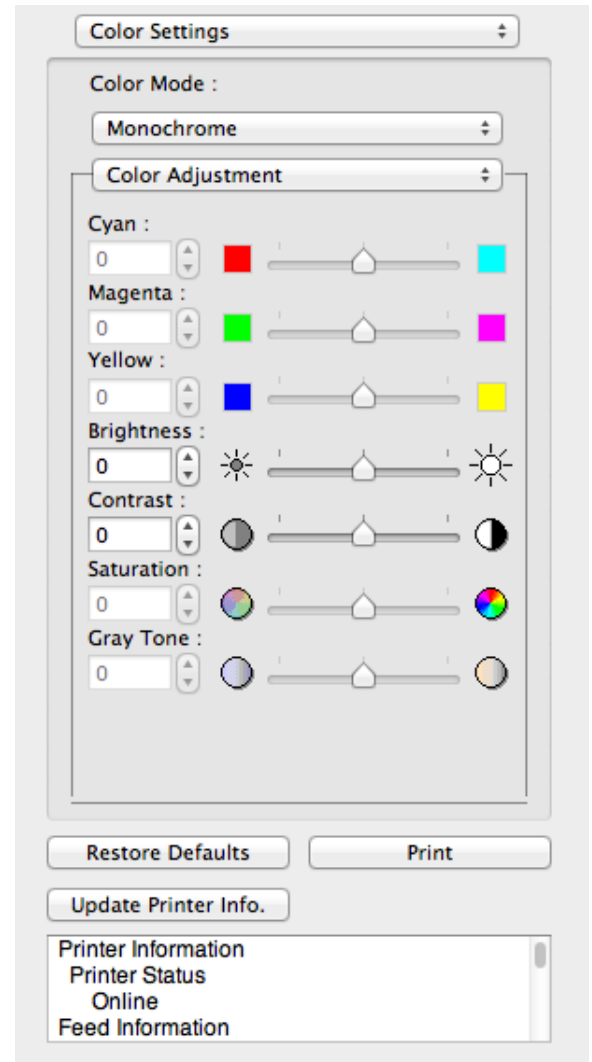 Color Settings
Color Mode :
Monochrome
Color Adjustment
Cyan :
0
Magenta :
0
Yellow :
0
Brightness :
0
Contrast :
0
Saturation :
0
Gray Tone :
0
Restore Defaults Print
Update Printer Info.
Printer Information
Printer Status
Online
Feed Information